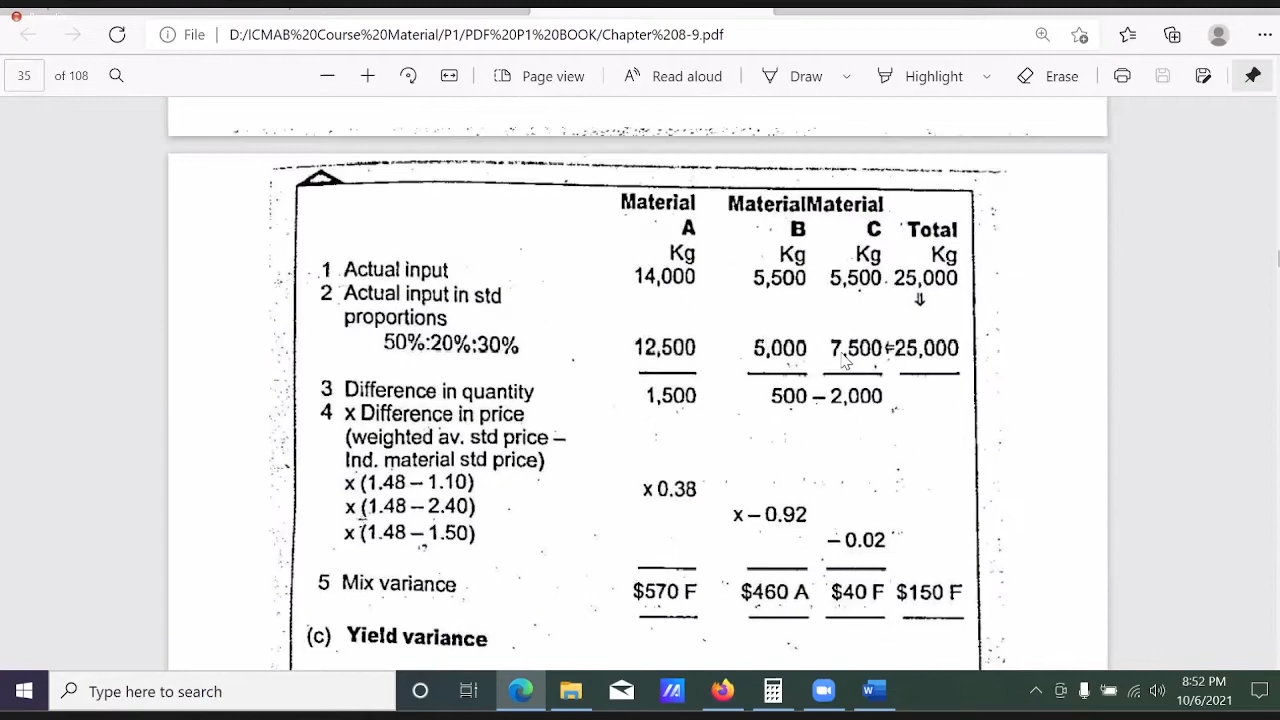 File D:/ICMAB%20Course%20Material/P1/PDF%20P1%20BOOK/Chapter%208-9.pdf
35 of 108 Page view Read aloud Draw Highlight Erase
Material MaterialMaterial
A B C Total
Kg Kg Kg Kg
1 Actual input 14,000 5,500 5,500 25,000
2 Actual input in std ⇓
proportions
50%:20%:30% 12,500 5,000 7,500⇐25,000
3 Difference in quantity 1,500 500 – 2,000
4 x Difference in price
(weighted av. std price –
Ind. material std price)
x (1.48 – 1.10) x 0.38
x (1.48 – 2.40) x – 0.92
x (1.48 – 1.50) – 0.02
5 Mix variance $570 F $460 A $40 F $150 F
(c) Yield variance
Type here to search
8:52 PM
10/6/2021